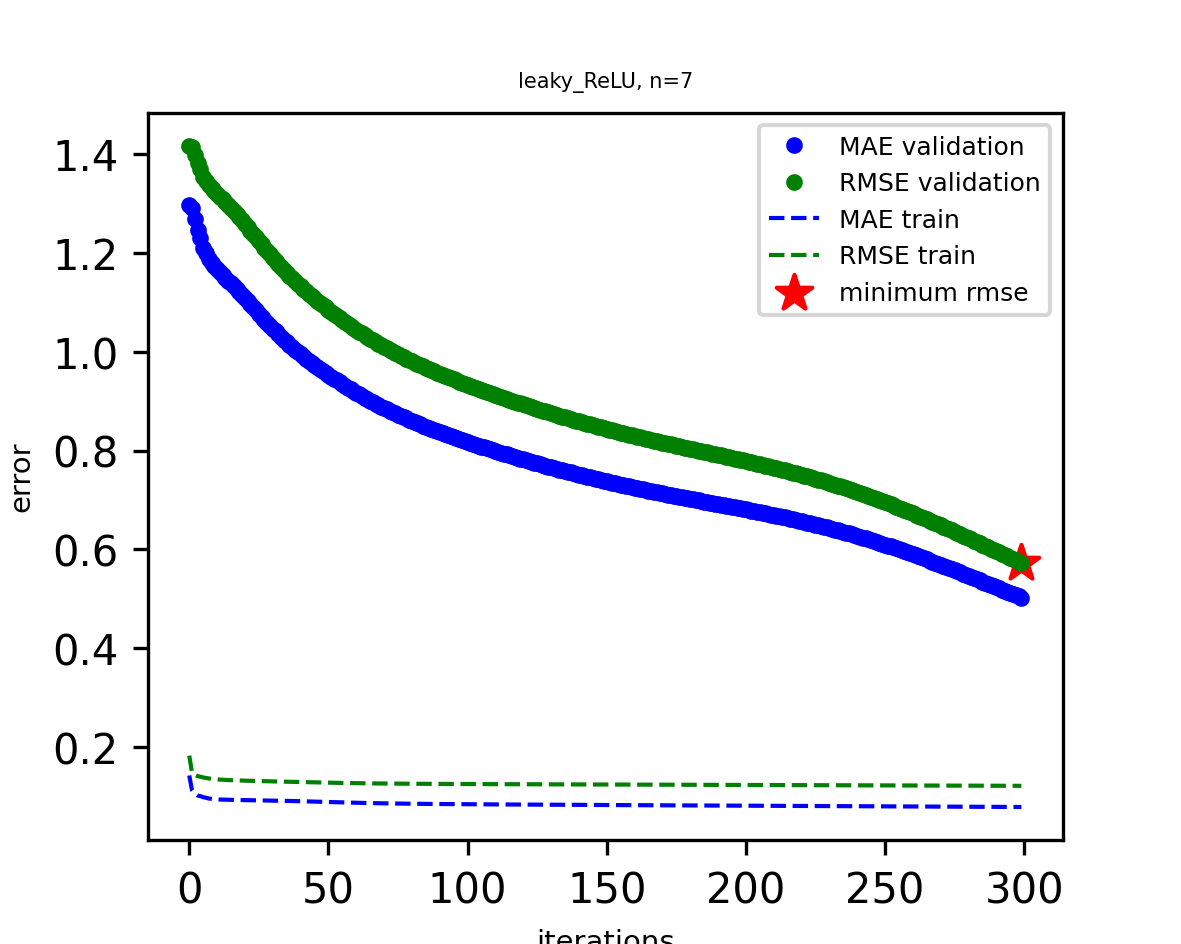 leaky_ReLU, n=7
MAE validation
RMSE validation
MAE train
RMSE train
minimum rmse
error
1.4
1.2
1.0
0.8
0.6
0.4
0.2
0 50 100 150 200 250 300
iterations